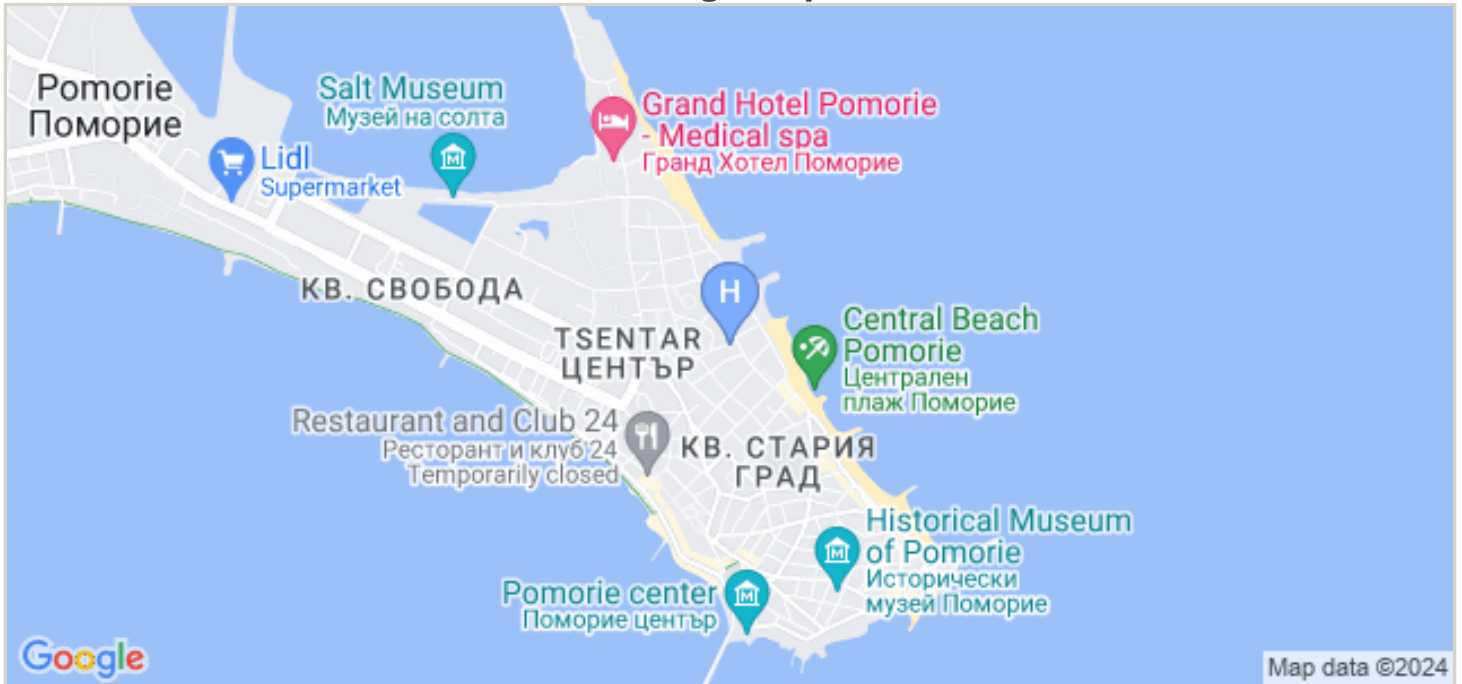 Pomorie
Поморие
Salt Museum
Музей на солта
Grand Hotel Pomorie
- Medical spa
Гранд Хотел Поморие
Lidl
Supermarket
КВ. СВОБОДА
H
TSENTAR
ЦЕНТЪР
Central Beach
Pomorie
Централен
плаж Поморие
Restaurant and Club 24
Ресторант и клуб 24
Temporarily closed
КВ. СТАРИЯ
ГРАД
Historical Museum
of Pomorie
Исторически
музей Поморие
Pomorie center
Поморие център
Google
Map data ©2024